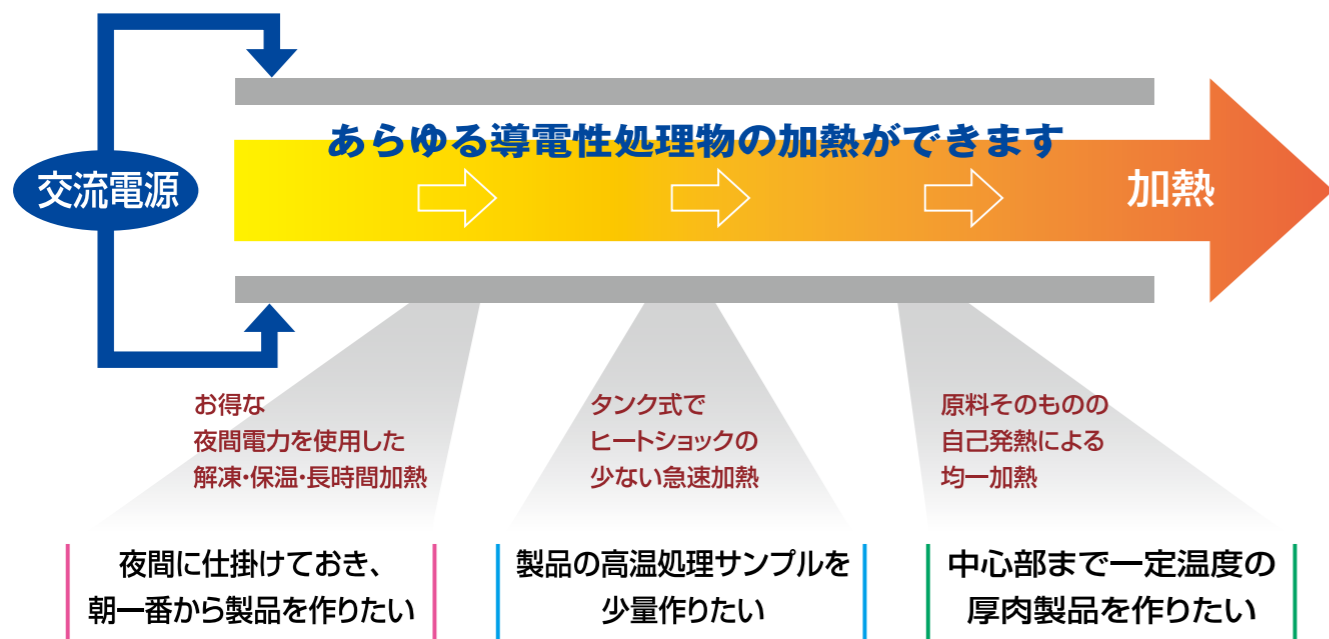 あらゆる導電性処理物の加熱ができます
交流電源
加熱
お得な
夜間電力を使用した
解凍・保温・長時間加熱
タンク式で
ヒートショックの
少ない急速加熱
原料そのものの
自己発熱による
均一加熱
夜間に仕掛けておき、
朝一番から製品を作りたい
製品の高温処理サンプルを
少量作りたい
中心部まで一定温度の
厚肉製品を作りたい